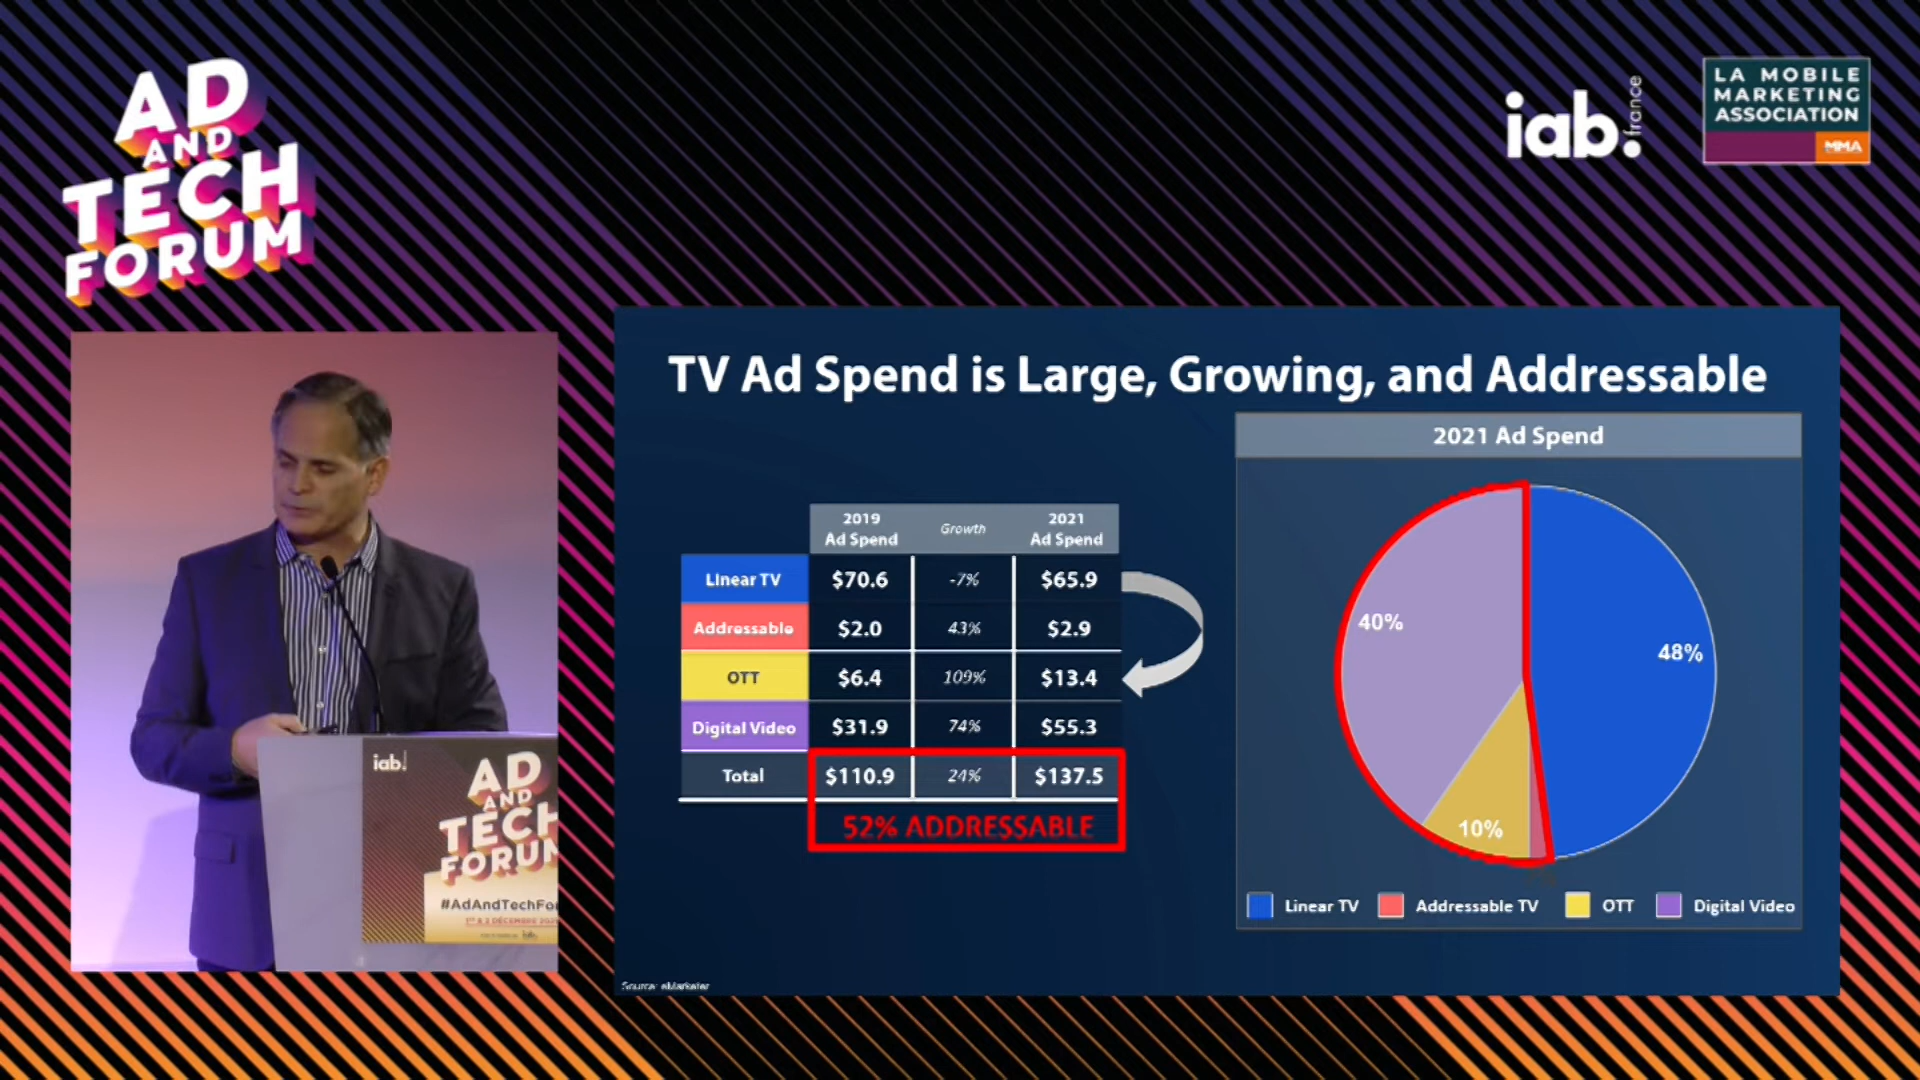 AD
AND
TECH
FORUM
iab.
france
LA MOBILE
MARKETING
ASSOCIATION
MMA
TV Ad Spend is Large, Growing, and Addressable
2019
Ad Spend
Growth
2021
Ad Spend
Linear TV
$70.6
-7%
$65.9
Addressable
$2.0
43%
$2.9
OTT
$6.4
109%
$13.4
Digital Video
$31.9
74%
$55.3
Total
$110.9
24%
$137.5
52% ADDRESSABLE
2021 Ad Spend
40%
48%
10%
Linear TV
Addressable TV
OTT
Digital Video
Source: eMarketer
iab.
AD
AND
TECH
FORUM
#AdAndTechFor